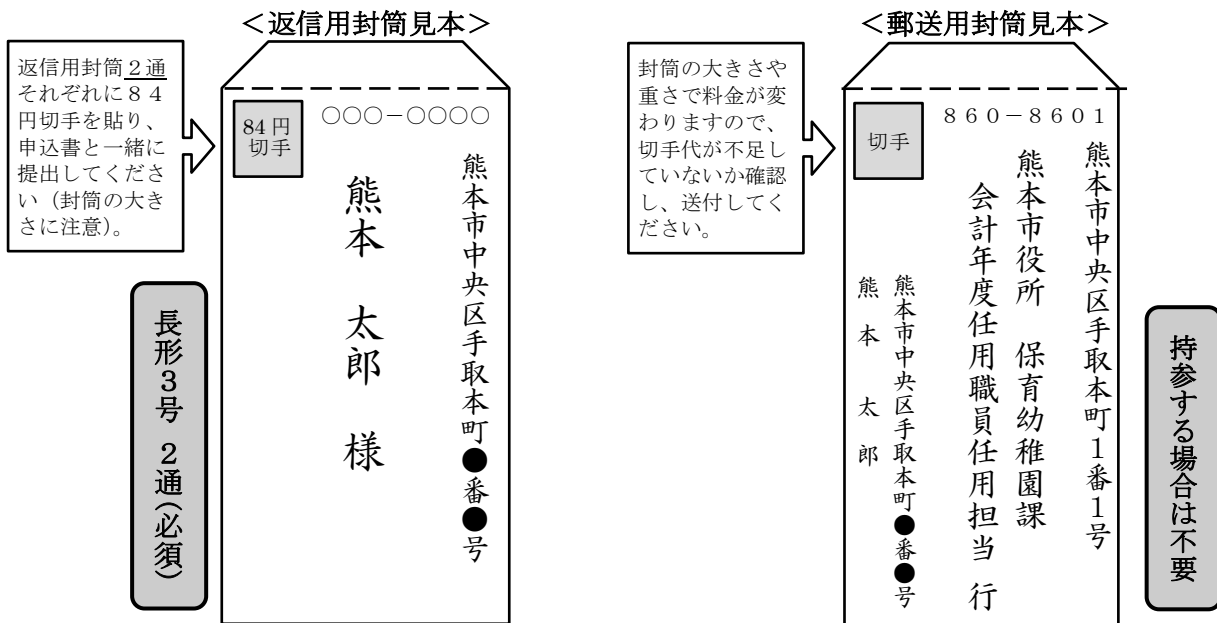 ＜返信用封筒見本＞
返信用封筒２通
それぞれに８４
円切手を貼り、
申込書と一緒に
提出してくださ
い（封筒の大き
さに注意）。
84 円
切手
○○○－○○○○
熊本市中央区手取本町●番●号
熊本　太郎　様
長形３号 ２通（必須）
＜郵送用封筒見本＞
封筒の大きさや
重さで料金が変
わりますので、
切手代が不足し
ていないか確認
し、送付してく
ださい。
切手
８６０－８６０１
熊本市中央区手取本町１番１号
熊本市役所　保育幼稚園課
会計年度任用職員任用担当 行
熊本市中央区手取本町●番●号
熊　本　太　郎
持参する場合は不要